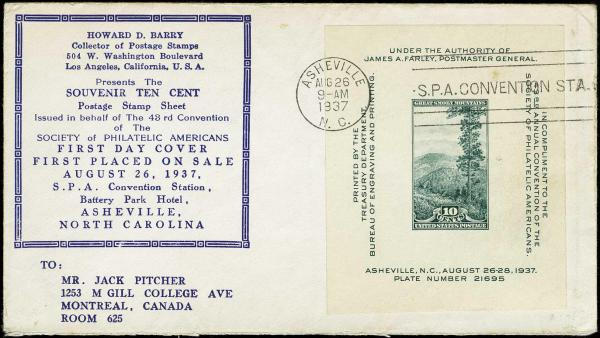 HOWARD D. BARRY
Collector of Postage Stamps
504 W. Washington Boulevard
Los Angeles, California, U. S. A.
Presents The
SOUVENIR TEN CENT
Postage Stamp Sheet
Issued in behalf of The 43 rd Convention
of The
SOCIETY of PHILATELIC AMERICANS
FIRST DAY COVER
FIRST PLACED ON SALE
AUGUST 26, 1937,
S.P.A. Convention Station,
Battery Park Hotel,
ASHEVILLE,
NORTH CAROLINA
TO:
MR. JACK PITCHER
1253 M GILL COLLEGE AVE
MONTREAL, CANADA
ROOM 625
ASHEVILLE
AUG 26
9-AM
1937
N. C.
S.P.A. CONVENTION STA.
UNDER THE AUTHORITY OF
JAMES A. FARLEY, POSTMASTER GENERAL.
PRINTED BY THE
TREASURY DEPARTMENT,
BUREAU OF ENGRAVING AND PRINTING.
GREAT SMOKY MOUNTAINS
10
UNITED STATES POSTAGE
IN COMPLIMENT TO THE
43RD ANNUAL CONVENTION OF THE
SOCIETY OF PHILATELIC AMERICANS.
ASHEVILLE, N.C., AUGUST 26-28, 1937.
PLATE NUMBER 21695